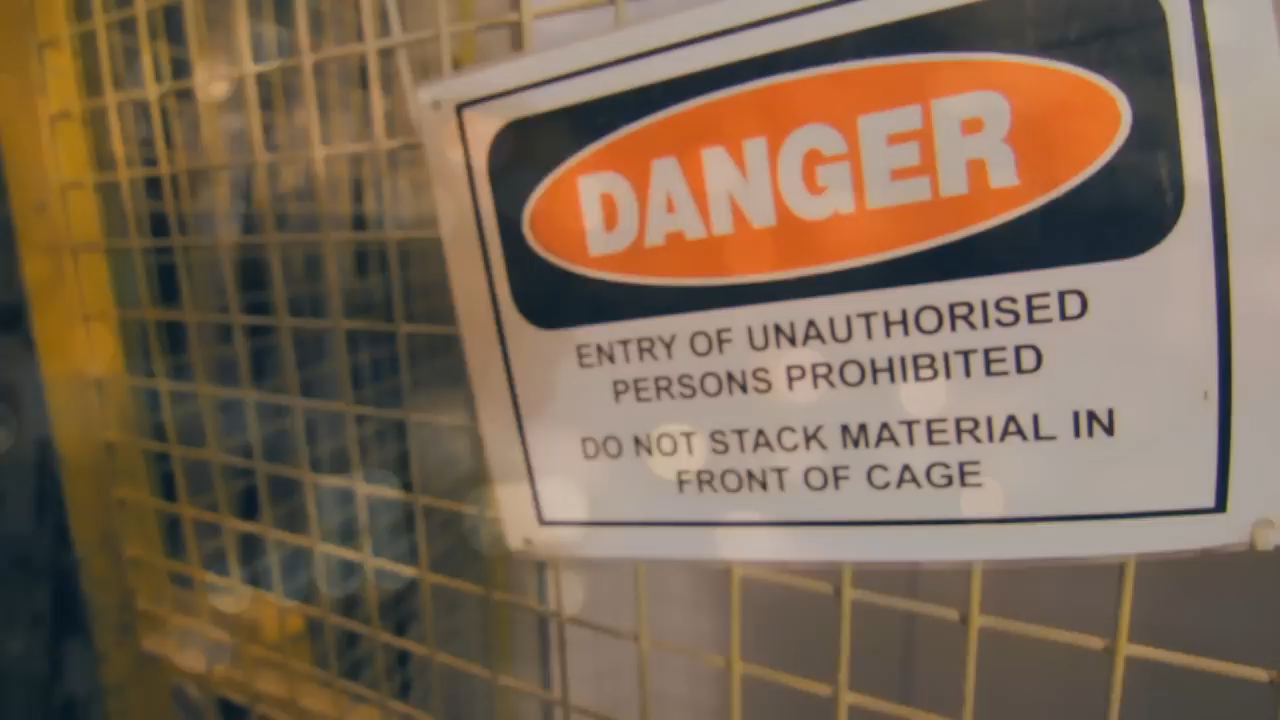 DANGER
ENTRY OF UNAUTHORISED
PERSONS PROHIBITED
DO NOT STACK MATERIAL IN
FRONT OF CAGE